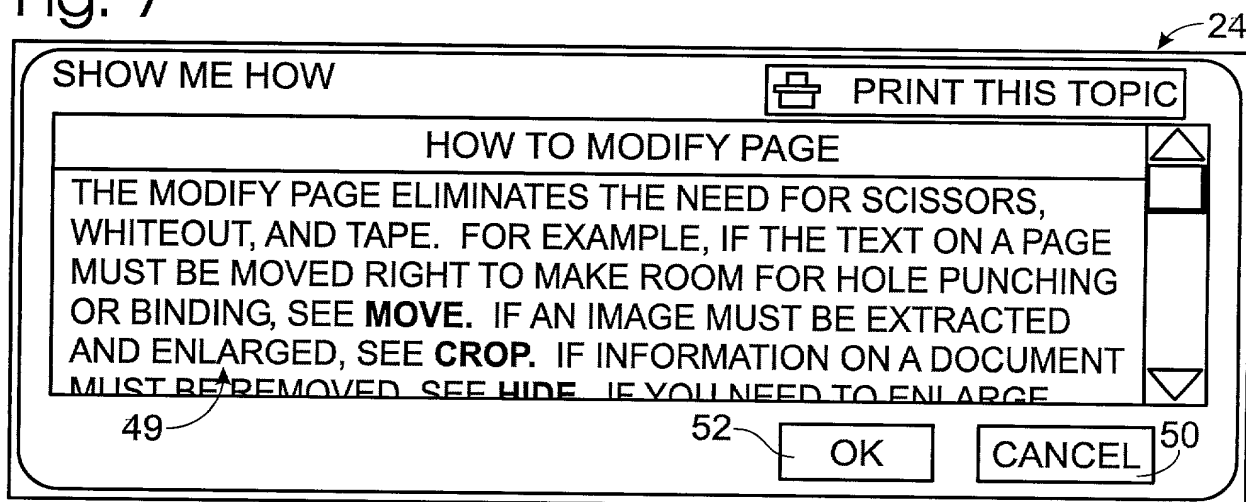 Fig. 7
24
SHOW ME HOW
PRINT THIS TOPIC
HOW TO MODIFY PAGE
THE MODIFY PAGE ELIMINATES THE NEED FOR SCISSORS,
WHITEOUT, AND TAPE. FOR EXAMPLE, IF THE TEXT ON A PAGE
MUST BE MOVED RIGHT TO MAKE ROOM FOR HOLE PUNCHING
OR BINDING, SEE MOVE. IF AN IMAGE MUST BE EXTRACTED
AND ENLARGED, SEE CROP. IF INFORMATION ON A DOCUMENT
MUST BE REMOVED, SEE HIDE. IF YOU NEED TO ENLARGE
49
52
OK
CANCEL
50